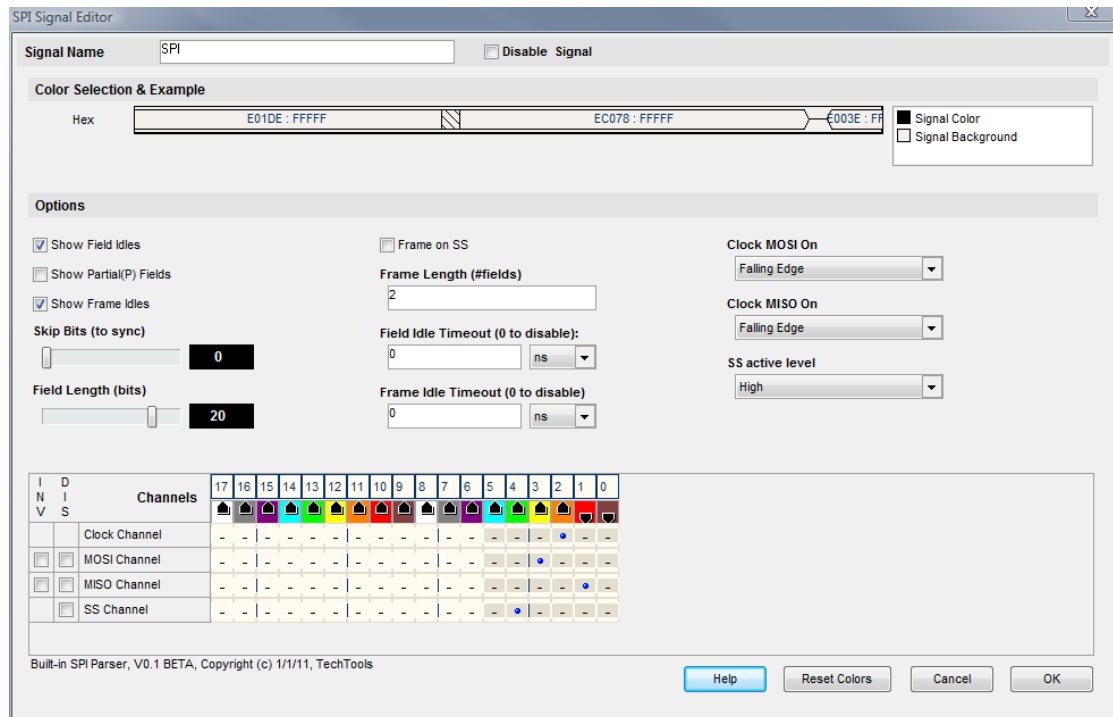 SPI Signal Editor
Signal Name SPI Disable Signal
Color Selection & Example
Hex E01DE : FFFFF EC078 : FFFFF E003E : FF
Signal Color
Signal Background
Options
Show Field Idles
Show Partial(P) Fields
Show Frame Idles
Skip Bits (to sync)
0
Field Length (bits)
20
Frame on SS
Frame Length (#fields)
2
Field Idle Timeout (0 to disable):
0 ns
Frame Idle Timeout (0 to disable)
0 ns
Clock MOSI On
Falling Edge
Clock MISO On
Falling Edge
SS active level
High
INV DIS Channels 17 16 15 14 13 12 11 10 9 8 7 6 5 4 3 2 1 0
Clock Channel - - - - - - - - - - - - - - - - -
MOSI Channel - - - - - - - - - - - - - - - - -
MISO Channel - - - - - - - - - - - - - - - - -
SS Channel - - - - - - - - - - - - - - - - -
Built-in SPI Parser, V0.1 BETA, Copyright (c) 1/1/11, TechTools
Help Reset Colors Cancel OK